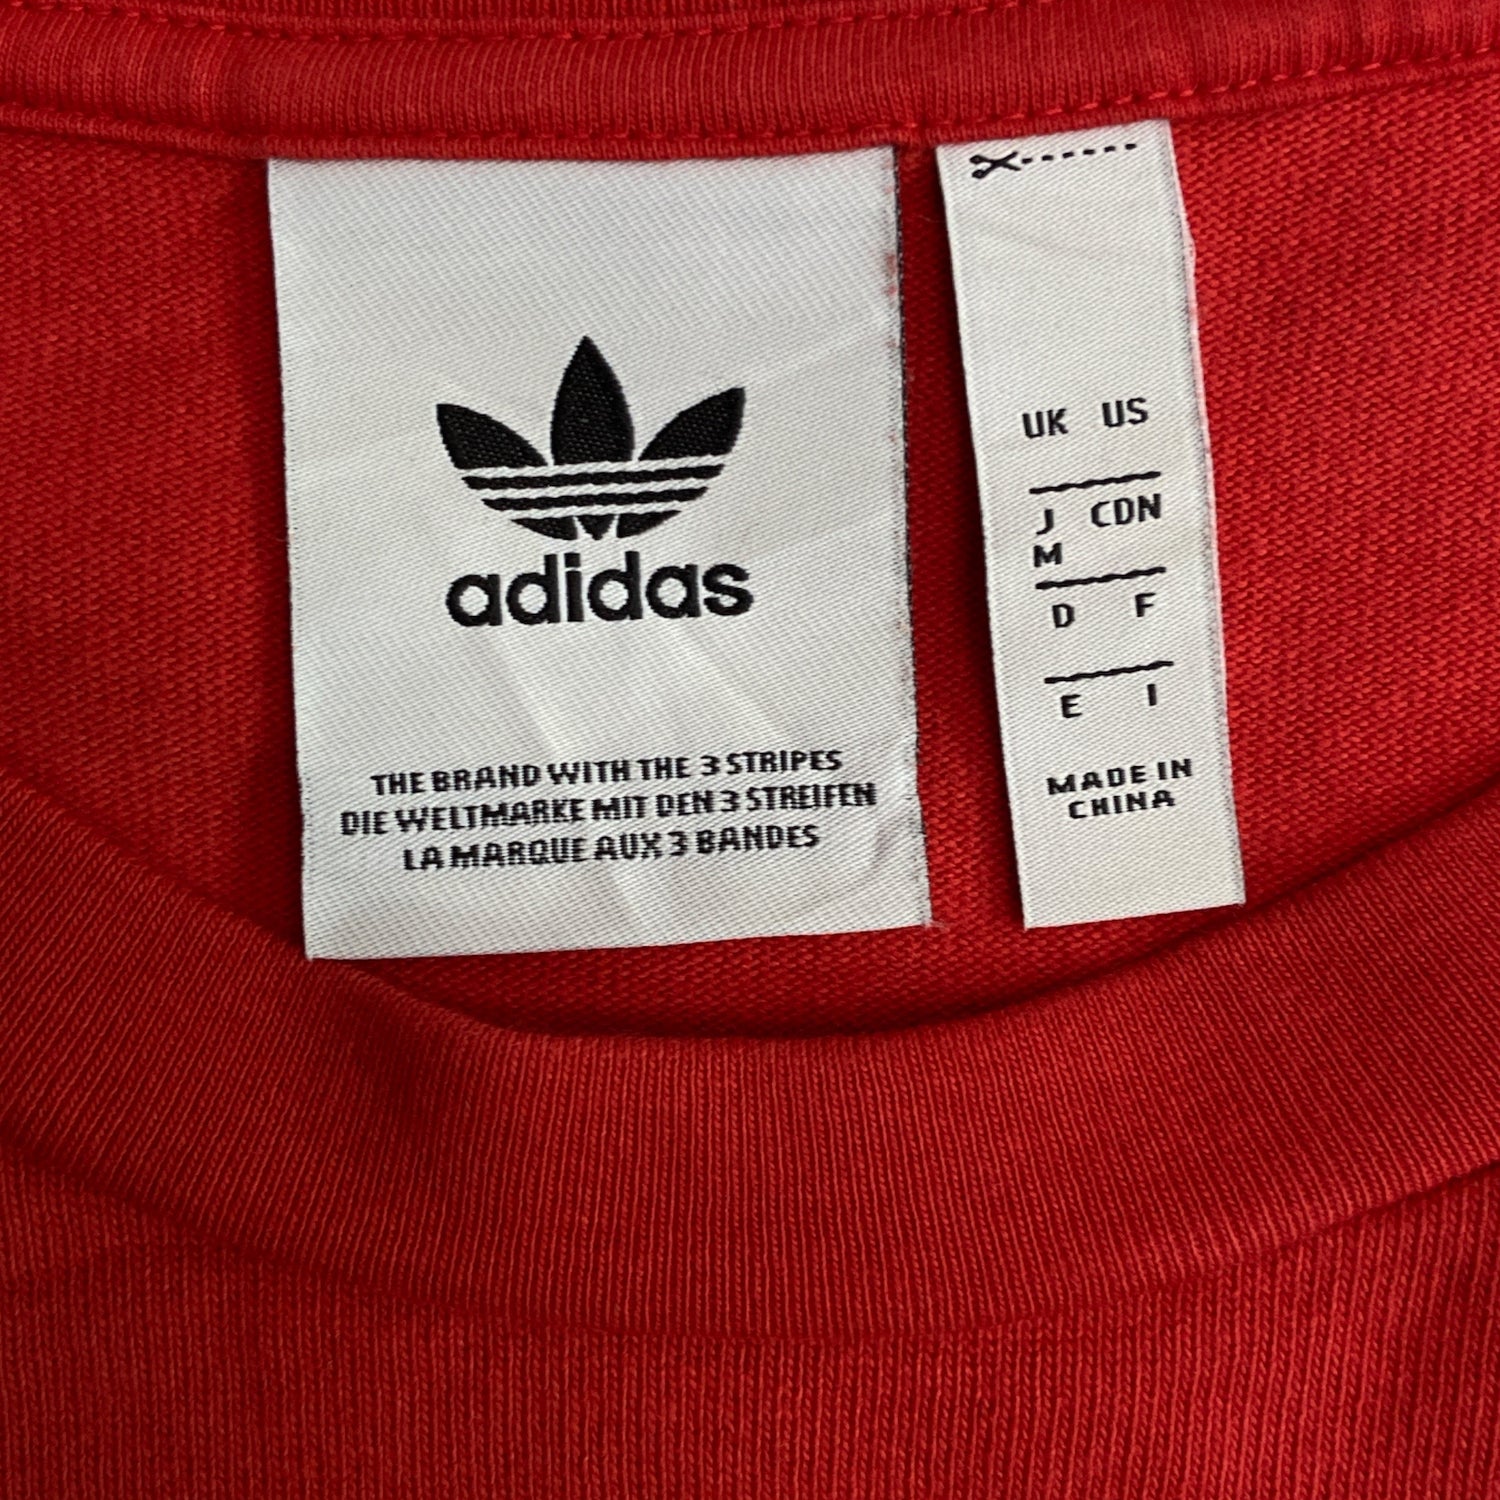 adidas
THE BRAND WITH THE 3 STRIPES
DIE WELTMARKE MIT DEN 3 STREIFEN
LA MARQUE AUX 3 BANDES
UK US
J CDN
M
D F
E I
MADE IN
CHINA